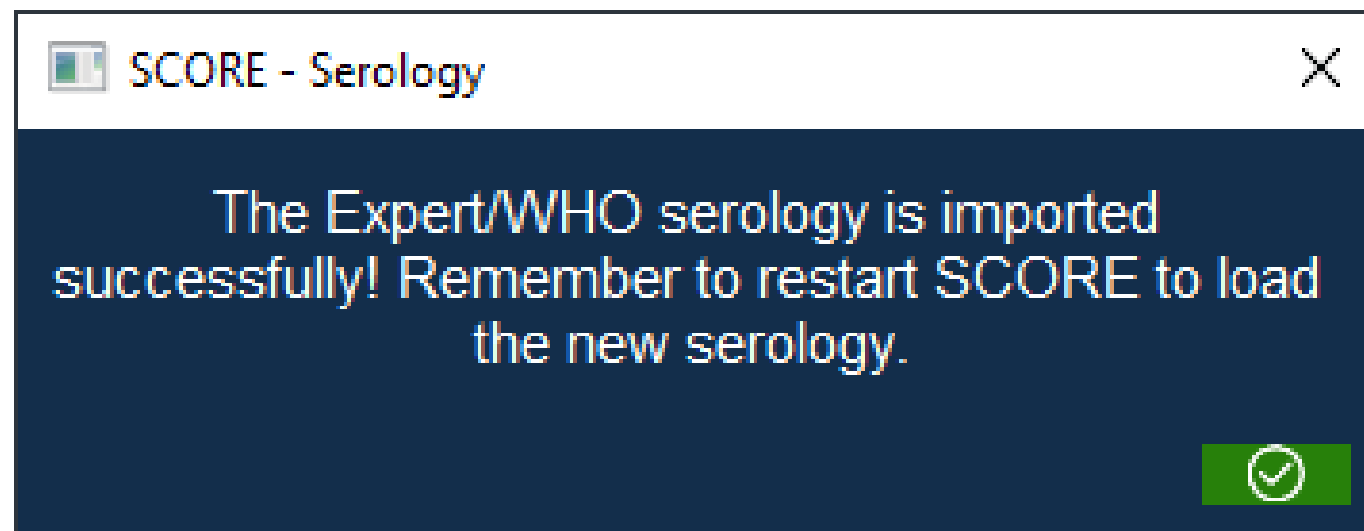 SCORE - Serology
The Expert/WHO serology is imported
successfully! Remember to restart SCORE to load
the new serology.